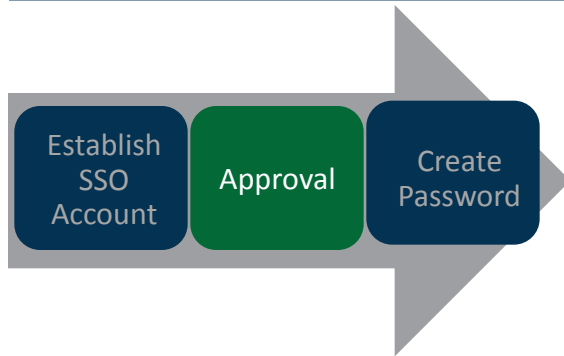 Establish
SSO
Account
Approval
Create
Password